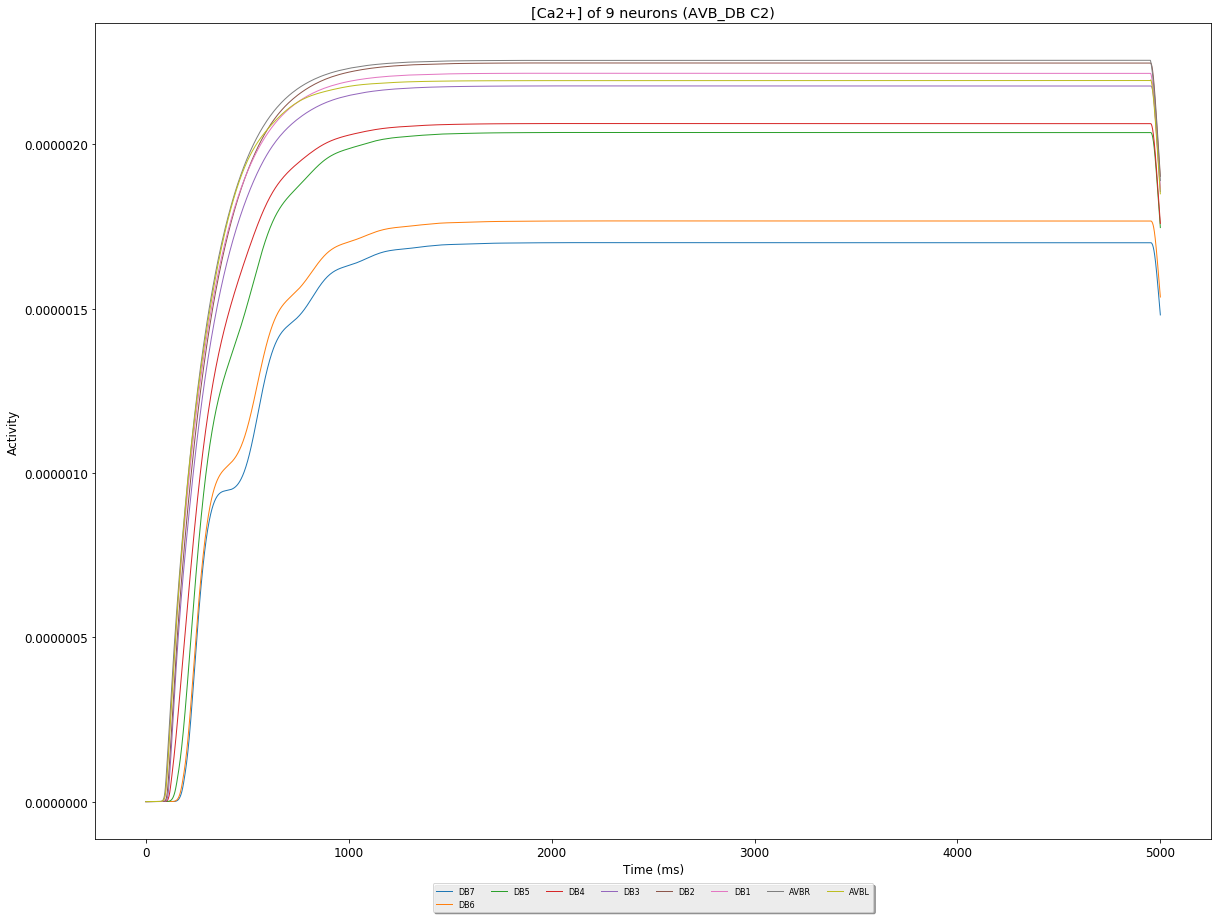 [Ca2+] of 9 neurons (AVB_DB C2)
0.0000020
0.0000015
0.0000010
0.0000005
0.0000000
Activity
0 1000 2000 3000 4000 5000
Time (ms)
DB7 DB5 DB4 DB3 DB2 DB1 AVBR AVBL
DB6